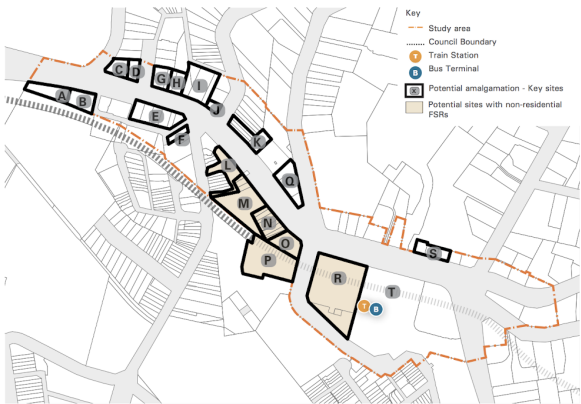 Key
Study area
Council Boundary
T Train Station
B Bus Terminal
X Potential amalgamation - Key sites
Potential sites with non-residential
FSRs
C D G H I
A B E J
F K
L Q
M
N
O S
P R T
T B